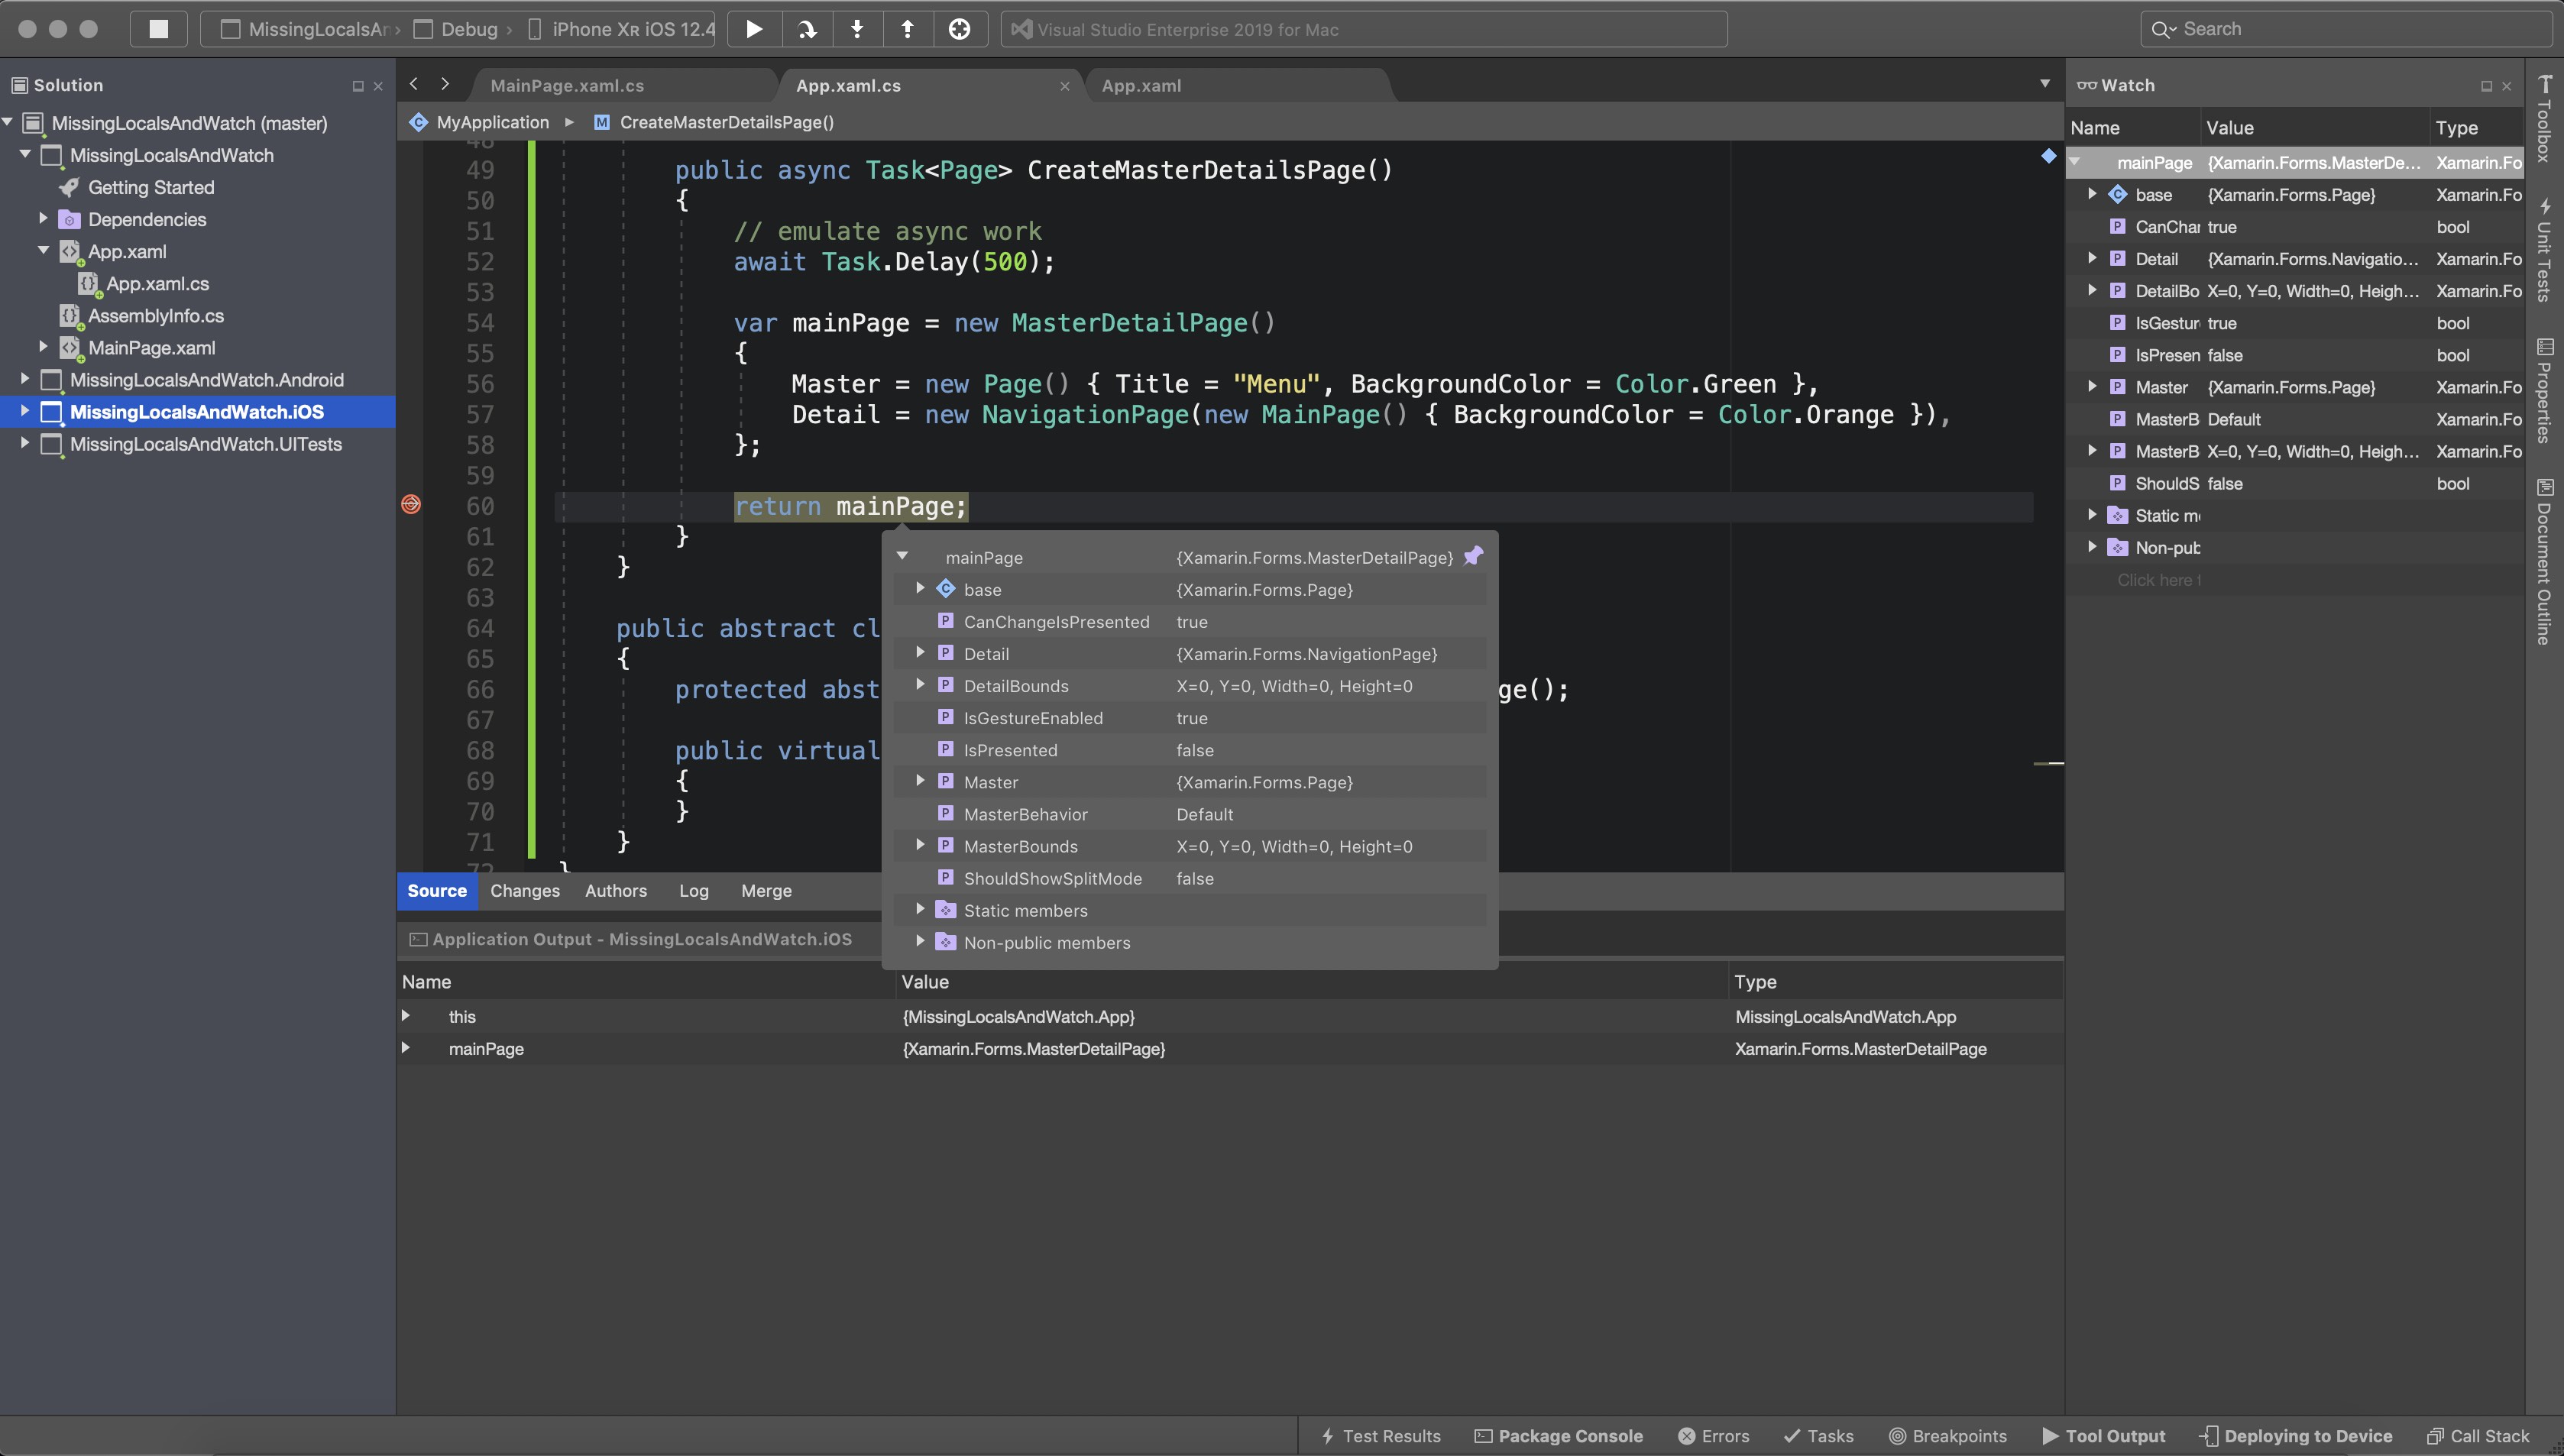 MissingLocalsAn
Debug
iPhone XR iOS 12.4
Visual Studio Enterprise 2019 for Mac
Search
Solution
MissingLocalsAndWatch (master)
MissingLocalsAndWatch
Getting Started
Dependencies
App.xaml
App.xaml.cs
AssemblyInfo.cs
MainPage.xaml
MissingLocalsAndWatch.Android
MissingLocalsAndWatch.iOS
MissingLocalsAndWatch.UITests
MainPage.xaml.cs
App.xaml.cs
App.xaml
MyApplication
CreateMasterDetailsPage()
48
49 public async Task<Page> CreateMasterDetailsPage()
50 {
51 // emulate async work
52 await Task.Delay(500);
53
54 var mainPage = new MasterDetailPage()
55 {
56 Master = new Page() { Title = "Menu", BackgroundColor = Color.Green },
57 Detail = new NavigationPage(new MainPage() { BackgroundColor = Color.Orange }),
58 };
59
60 return mainPage;
61 }
62 }
63
64 public abstract cl
65 {
66 protected abst ge();
67
68 public virtual
69 {
70 }
71 }
72 }
mainPage {Xamarin.Forms.MasterDetailPage}
base {Xamarin.Forms.Page}
CanChangeIsPresented true
Detail {Xamarin.Forms.NavigationPage}
DetailBounds X=0, Y=0, Width=0, Height=0
IsGestureEnabled true
IsPresented false
Master {Xamarin.Forms.Page}
MasterBehavior Default
MasterBounds X=0, Y=0, Width=0, Height=0
ShouldShowSplitMode false
Static members
Non-public members
Source Changes Authors Log Merge
Application Output - MissingLocalsAndWatch.iOS
Name Value Type
this {MissingLocalsAndWatch.App} MissingLocalsAndWatch.App
mainPage {Xamarin.Forms.MasterDetailPage} Xamarin.Forms.MasterDetailPage
Watch
Name Value Type
mainPage {Xamarin.Forms.MasterDe... Xamarin.Fo
base {Xamarin.Forms.Page} Xamarin.Fo
CanChar true bool
Detail {Xamarin.Forms.Navigatio... Xamarin.Fo
DetailBo X=0, Y=0, Width=0, Heigh... Xamarin.Fo
IsGestur true bool
IsPresen false bool
Master {Xamarin.Forms.Page} Xamarin.Fo
MasterB Default Xamarin.Fo
MasterB X=0, Y=0, Width=0, Heigh... Xamarin.Fo
ShouldS false bool
Static m
Non-pub
Click here
Toolbox
Unit Tests
Properties
Document Outline
Test Results
Package Console
Errors
Tasks
Breakpoints
Tool Output
Deploying to Device
Call Stack